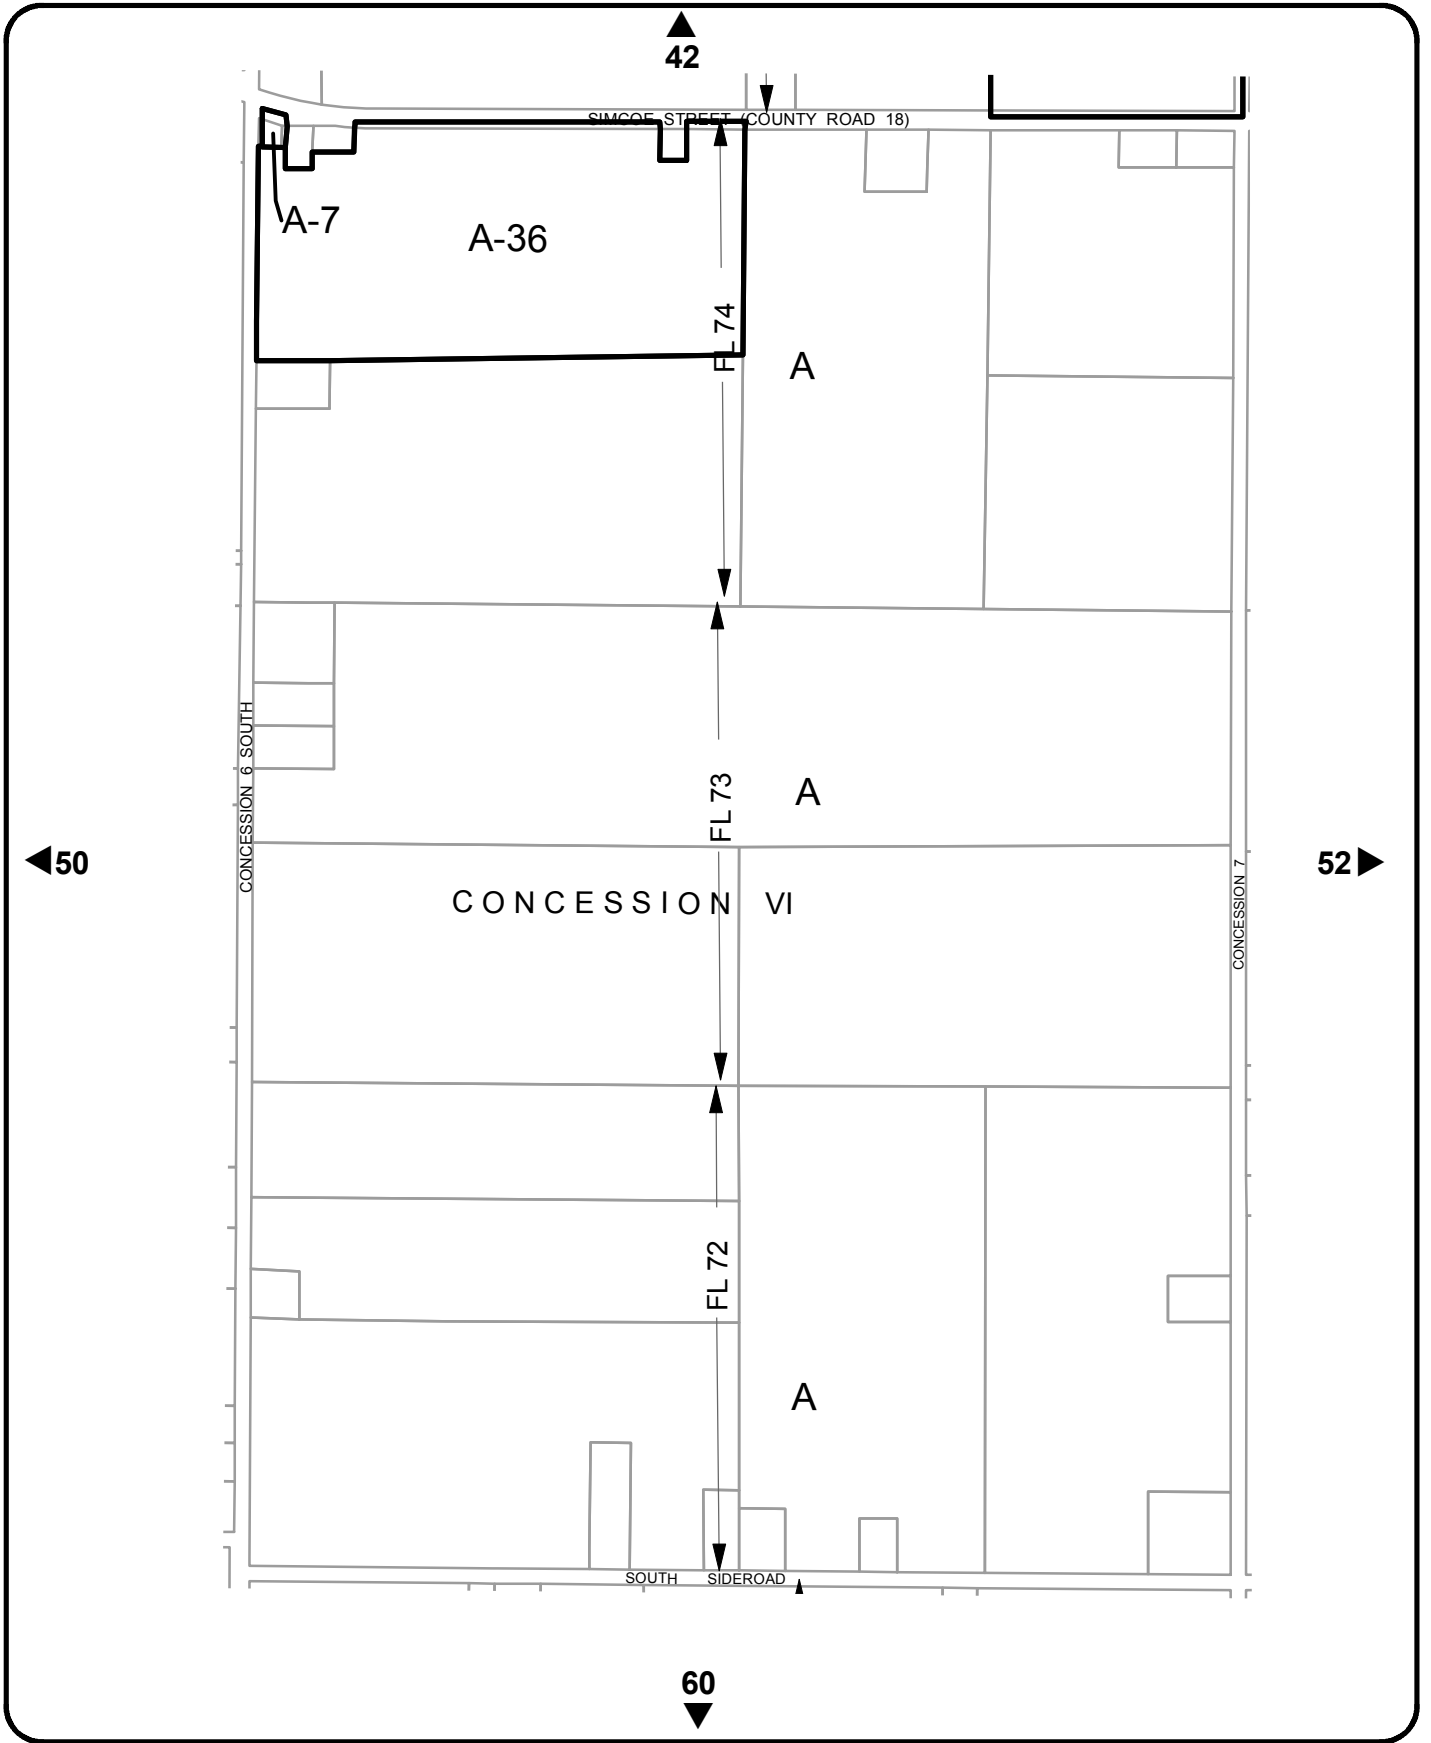 42
SIMCOE STREET (COUNTY ROAD 18)
A-7
A-36
FL 74
A
CONCESSION 6 SOUTH
FL 73
A
50
52
CONCESSION 7
CONCESSION VI
FL 72
A
SOUTH SIDEROAD
60